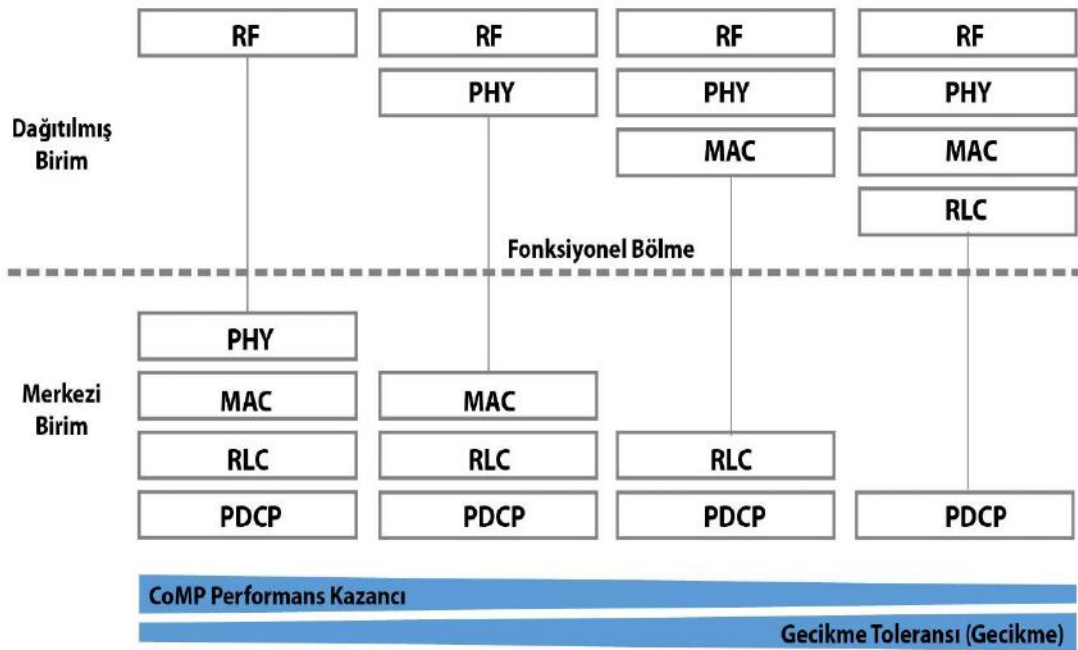 RF RF RF RF
PHY PHY PHY
Dağıtılmış
Birim
MAC MAC
RLC
Fonksiyonel Bölme
PHY
Merkezi
Birim
MAC MAC
RLC RLC RLC
PDCP PDCP PDCP PDCP
CoMP Performans Kazancı
Gecikme Toleransı (Gecikme)